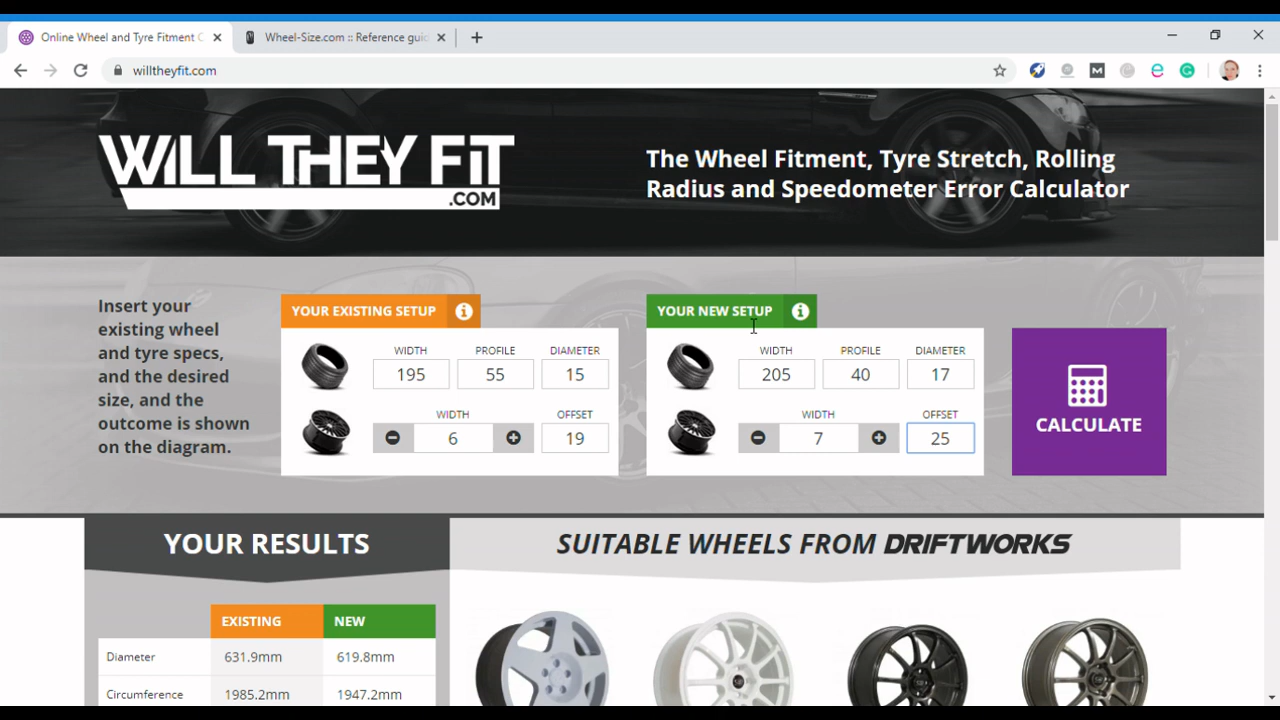 Online Wheel and Tyre Fitment C
Wheel-Size.com :: Reference guid
willtheyfit.com
WILL THEY FIT
.COM
The Wheel Fitment, Tyre Stretch, Rolling
Radius and Speedometer Error Calculator
Insert your
existing wheel
and tyre specs,
and the desired
size, and the
outcome is shown
on the diagram.
YOUR EXISTING SETUP
WIDTH PROFILE DIAMETER
195 55 15
WIDTH OFFSET
6 19
YOUR NEW SETUP
WIDTH PROFILE DIAMETER
205 40 17
WIDTH OFFSET
7 25
CALCULATE
YOUR RESULTS
EXISTING NEW
Diameter 631.9mm 619.8mm
Circumference 1985.2mm 1947.2mm
SUITABLE WHEELS FROM DRIFTWORKS